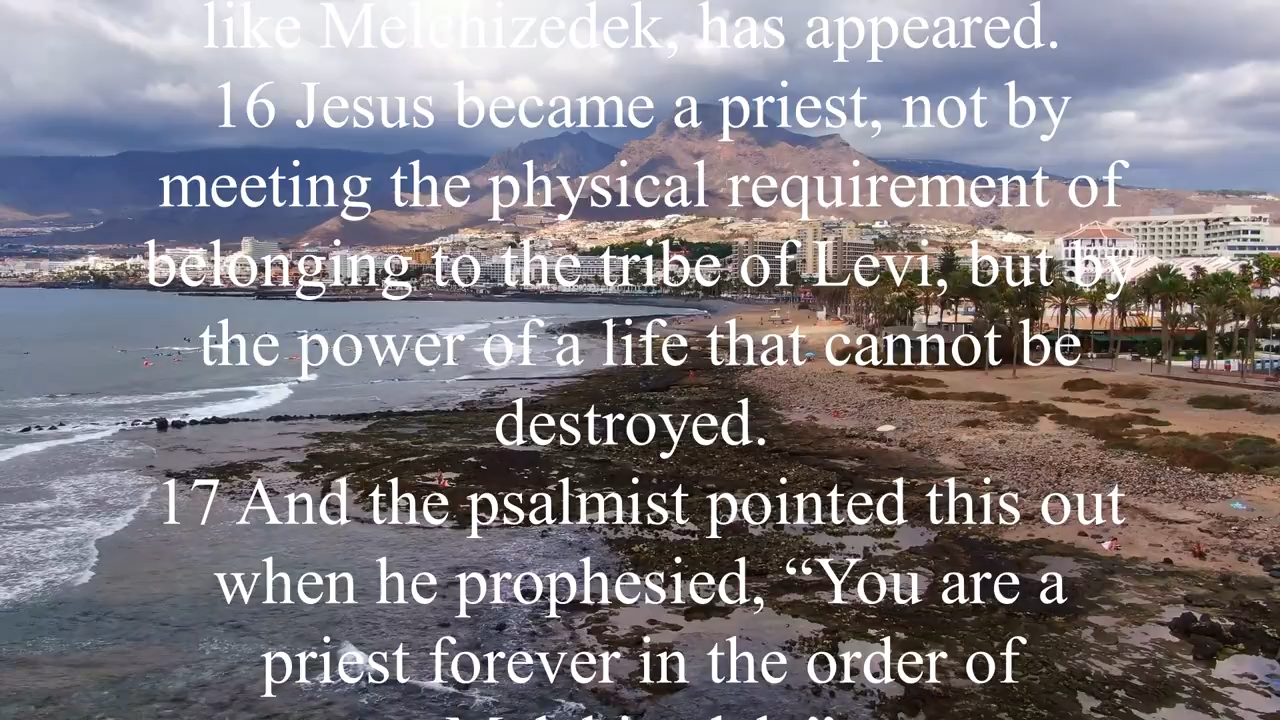 like Melchizedek, has appeared.
16 Jesus became a priest, not by
meeting the physical requirement of
belonging to the tribe of Levi, but by
the power of a life that cannot be
destroyed.
17 And the psalmist pointed this out
when he prophesied, “You are a
priest forever in the order of